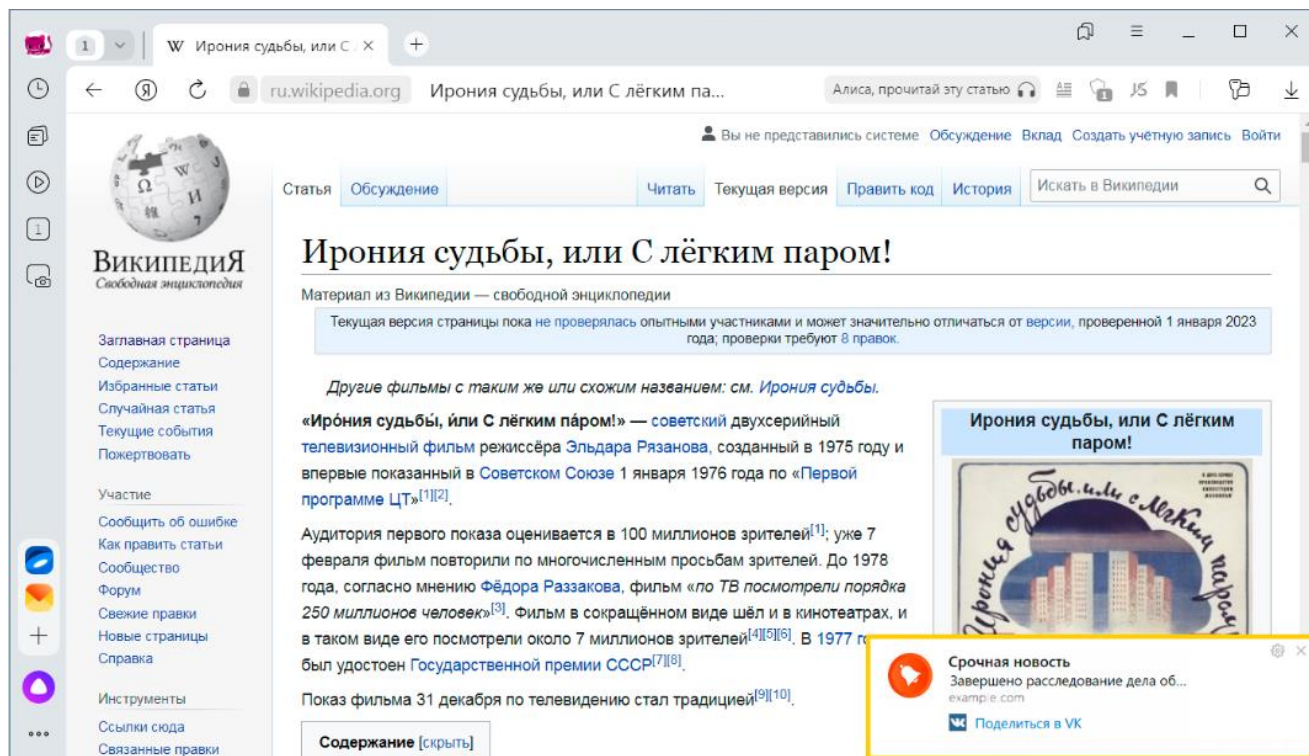 1
W Ирония судьбы, или С
ru.wikipedia.org Ирония судьбы, или С лёгким па... Алиса, прочитай эту статью 1 JS
1
Вы не представились системе Обсуждение Вклад Создать учётную запись Войти
Статья Обсуждение Читать Текущая версия Править код История Искать в Википедии
ВИКИПЕДИЯ
Свободная энциклопедия
Заглавная страница
Содержание
Избранные статьи
Случайная статья
Текущие события
Пожертвовать
Участие
Сообщить об ошибке
Как править статьи
Сообщество
Форум
Свежие правки
Новые страницы
Справка
Инструменты
Ссылки сюда
Связанные правки
Ирония судьбы, или С лёгким паром!
Материал из Википедии — свободной энциклопедии
Текущая версия страницы пока не проверялась опытными участниками и может значительно отличаться от версии, проверенной 1 января 2023
года; проверки требуют 8 правок.
Другие фильмы с таким же или схожим названием: см. Ирония судьбы.
«Иро́ния судьбы́, и́ли С лёгким па́ром!» — советский двухсерийный
телевизионный фильм режиссёра Эльдара Рязанова, созданный в 1975 году и
впервые показанный в Советском Союзе 1 января 1976 года по «Первой
программе ЦТ»[1][2].
Аудитория первого показа оценивается в 100 миллионов зрителей[1]; уже 7
февраля фильм повторили по многочисленным просьбам зрителей. До 1978
года, согласно мнению Фёдора Раззакова, фильм «по ТВ посмотрели порядка
250 миллионов человек»[3]. Фильм в сокращённом виде шёл и в кинотеатрах, и
в таком виде его посмотрели около 7 миллионов зрителей[4][5][6]. В 1977
был удостоен Государственной премии СССР[7][8].
Показ фильма 31 декабря по телевидению стал традицией[9][10].
Содержание [скрыть]
Ирония судьбы, или С лёгким
паром!
Ирония судьбы, или с легким паром
Срочная новость
Завершено расследование дела об...
example.com
Поделиться в VK